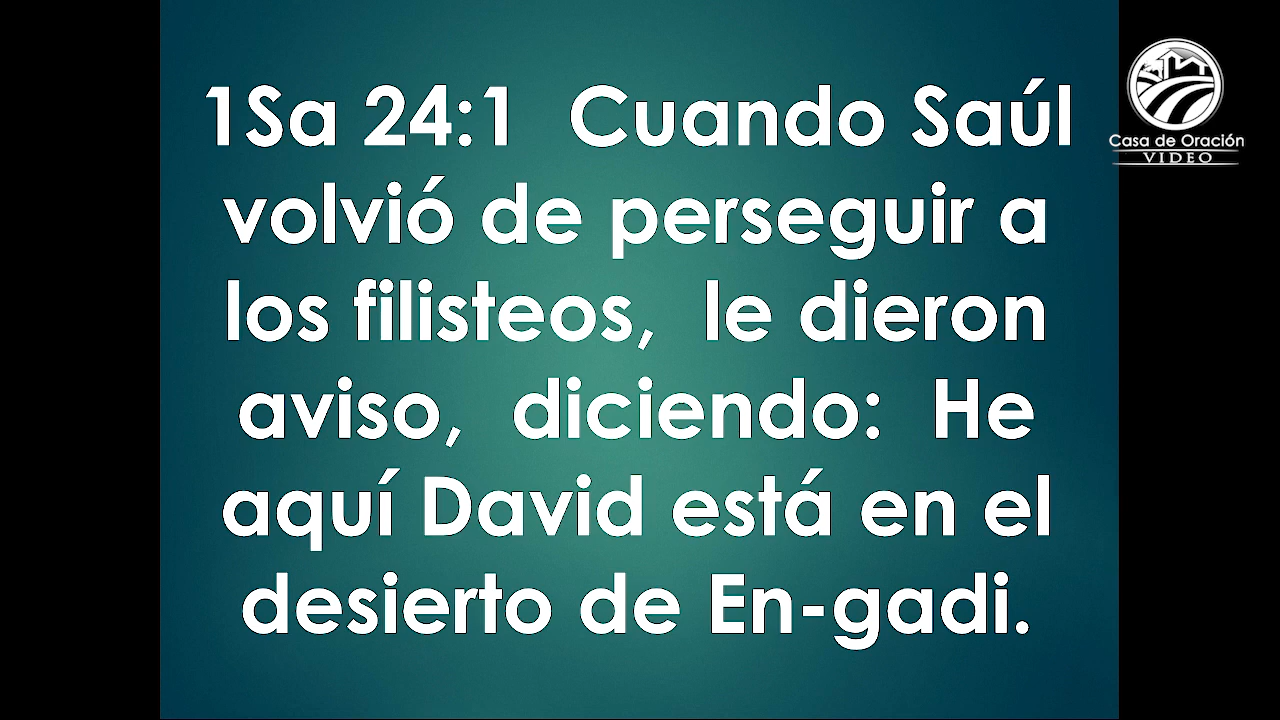 1Sa 24:1 Cuando Saúl
volvió de perseguir a
los filisteos, le dieron
aviso, diciendo: He
aquí David está en el
desierto de En-gadi.
Casa de Oración
VIDEO